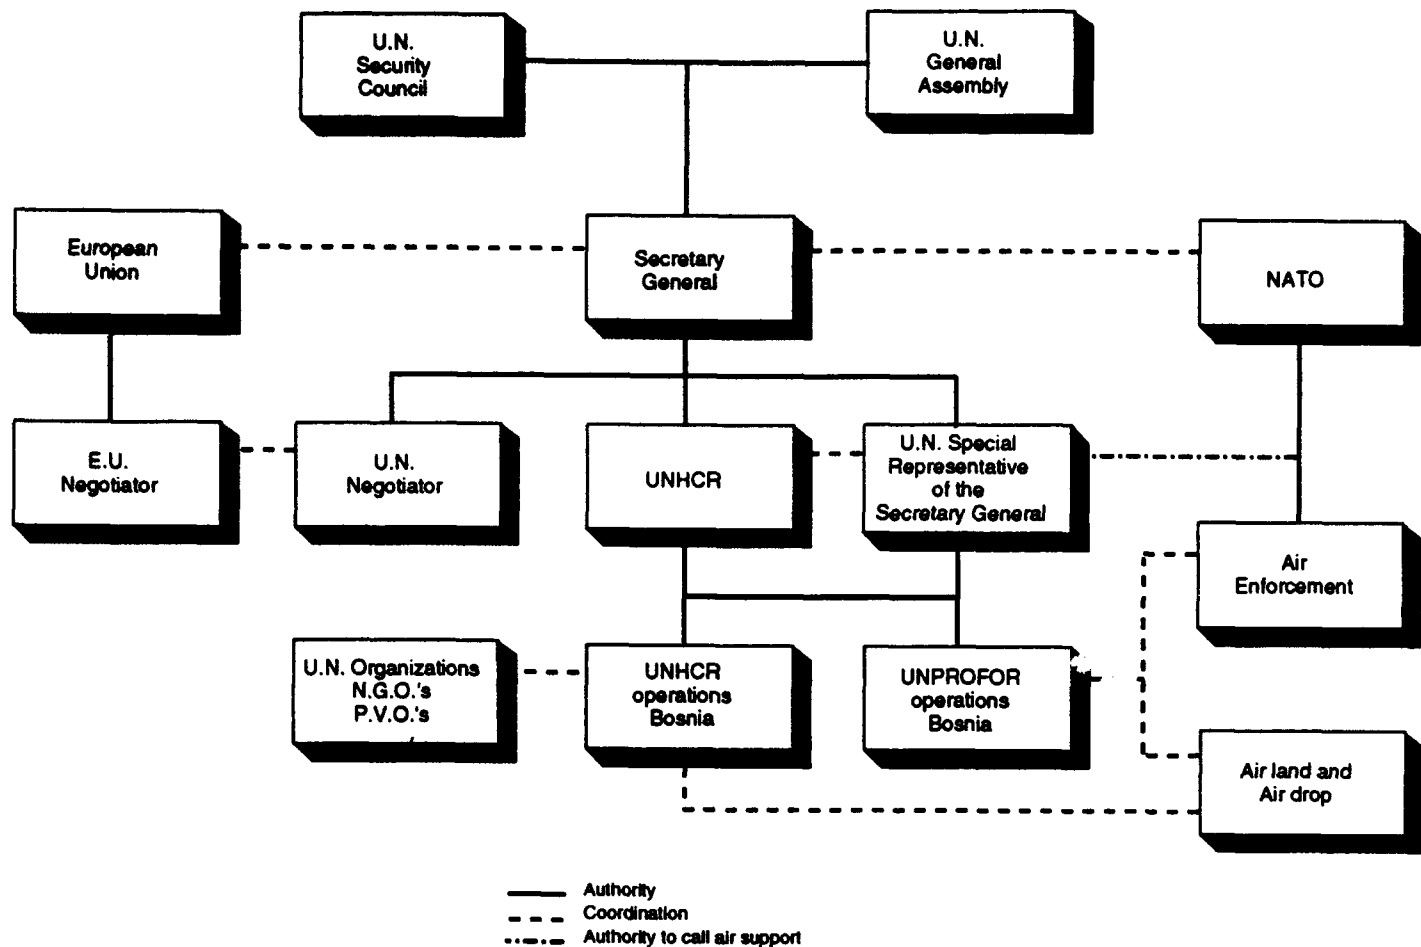 U.N.
Security
Council
U.N.
General
Assembly
European
Union
Secretary
General
NATO
E.U.
Negotiator
U.N.
Negotiator
UNHCR
U.N. Special
Representative
of the
Secretary General
Air
Enforcement
U.N. Organizations
N.G.O.'s
P.V.O.'s
UNHCR
operations
Bosnia
UNPROFOR
operations
Bosnia
Air land and
Air drop
Authority
Coordination
Authority to call air support